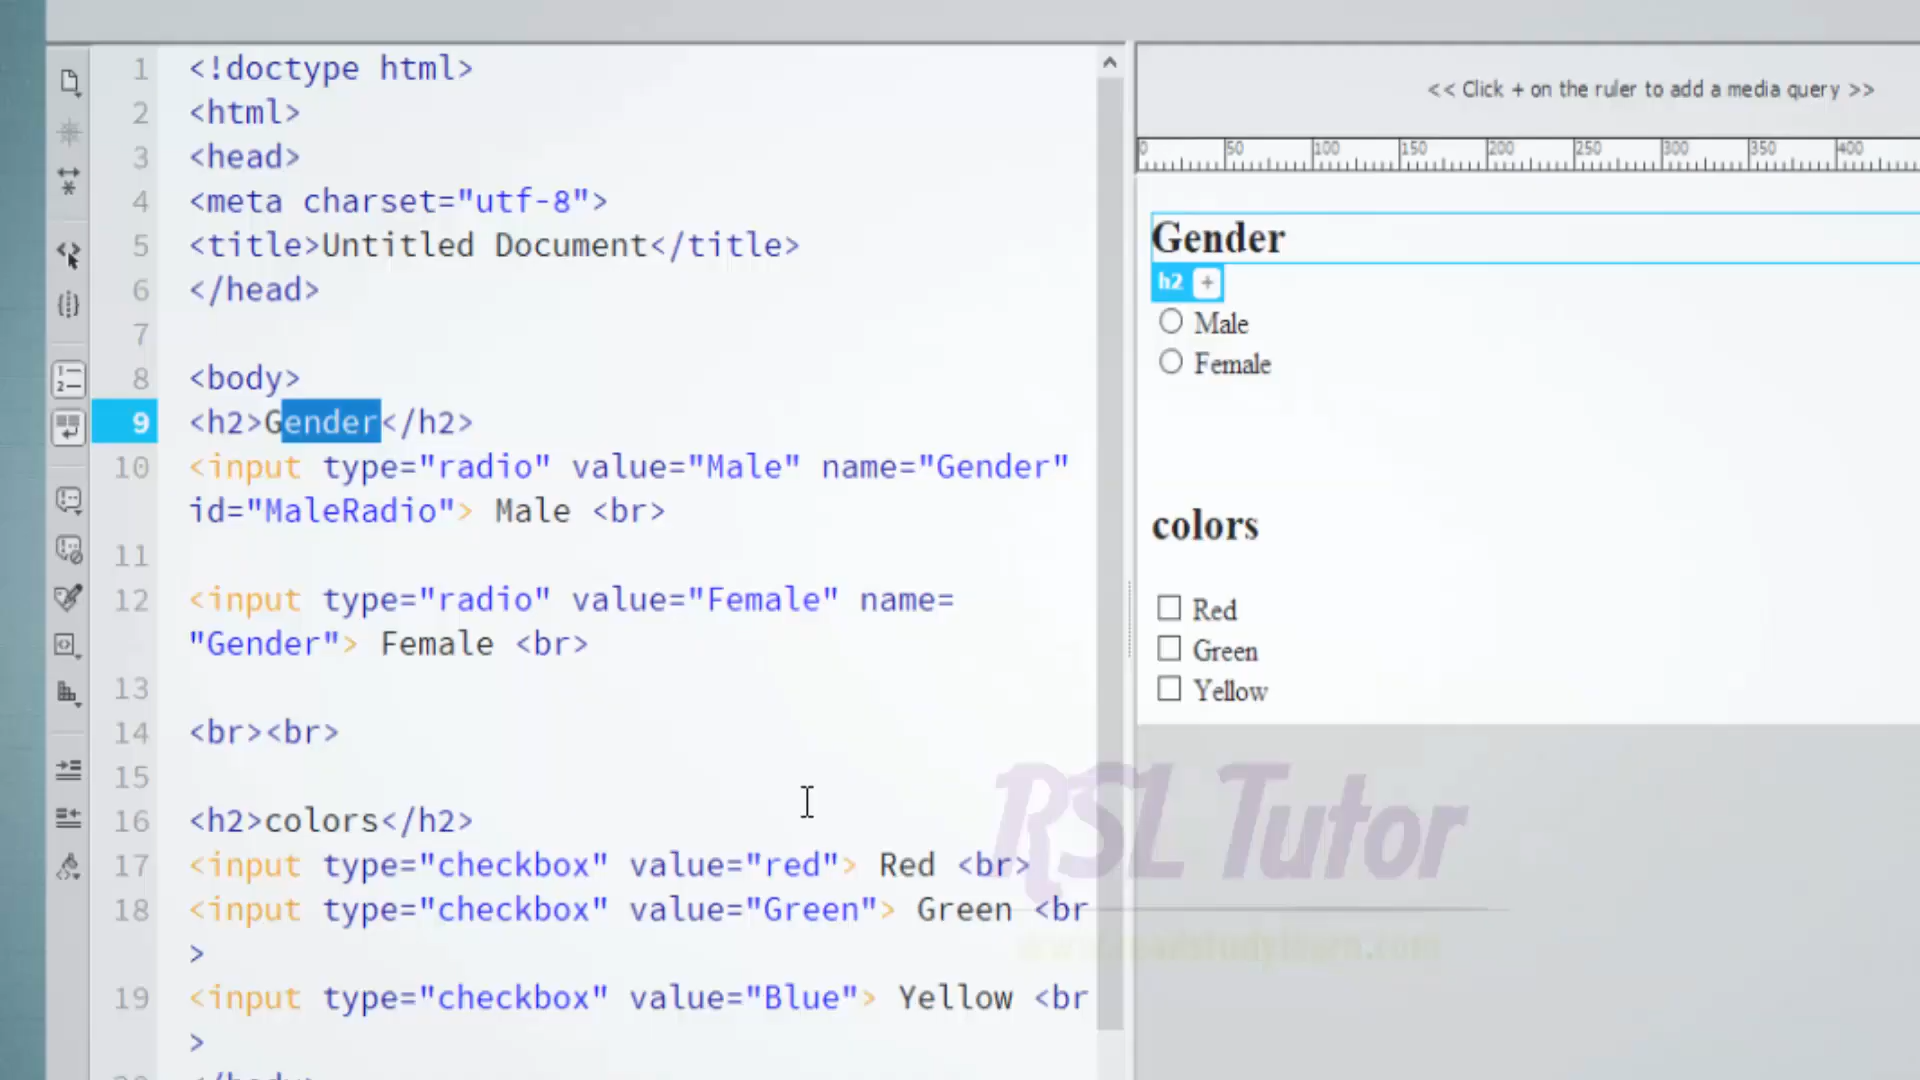 1 <!doctype html>
2 <html>
3 <head>
4 <meta charset="utf-8">
5 <title>Untitled Document</title>
6 </head>
7
8 <body>
9 <h2>Gender</h2>
10 <input type="radio" value="Male" name="Gender"
id="MaleRadio"> Male <br>
11
12 <input type="radio" value="Female" name=
"Gender"> Female <br>
13
14 <br><br>
15
16 <h2>colors</h2>
17 <input type="checkbox" value="red"> Red <br>
18 <input type="checkbox" value="Green"> Green <br
>
19 <input type="checkbox" value="Blue"> Yellow <br
>
<< Click + on the ruler to add a media query >>
0 50 100 150 200 250 300 350 400
Gender
h2 +
Male
Female
colors
Red
Green
Yellow
RSL Tutor